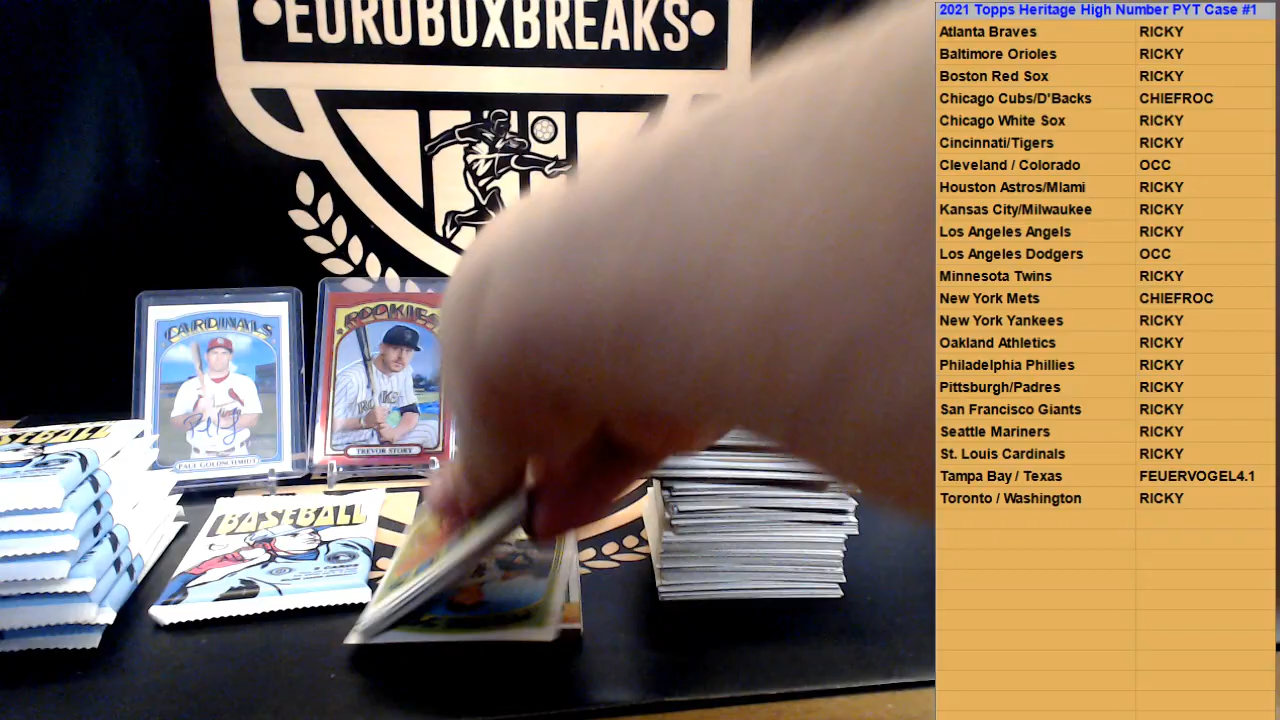 EUROBOXBREAKS
2021 Topps Heritage High Number PYT Case #1
Atlanta Braves RICKY
Baltimore Orioles RICKY
Boston Red Sox RICKY
Chicago Cubs/D'Backs CHIEFROC
Chicago White Sox RICKY
Cincinnati/Tigers RICKY
Cleveland / Colorado OCC
Houston Astros/MIami RICKY
Kansas City/Milwaukee RICKY
Los Angeles Angels RICKY
Los Angeles Dodgers OCC
Minnesota Twins RICKY
New York Mets CHIEFROC
New York Yankees RICKY
Oakland Athletics RICKY
Philadelphia Phillies RICKY
Pittsburgh/Padres RICKY
San Francisco Giants RICKY
Seattle Mariners RICKY
St. Louis Cardinals RICKY
Tampa Bay / Texas FEUERVOGEL4.1
Toronto / Washington RICKY
CARDINALS
PAUL GOLDSCHMIDT
ROOKIES
TREVOR STORY
BASEBALL
BASEBALL